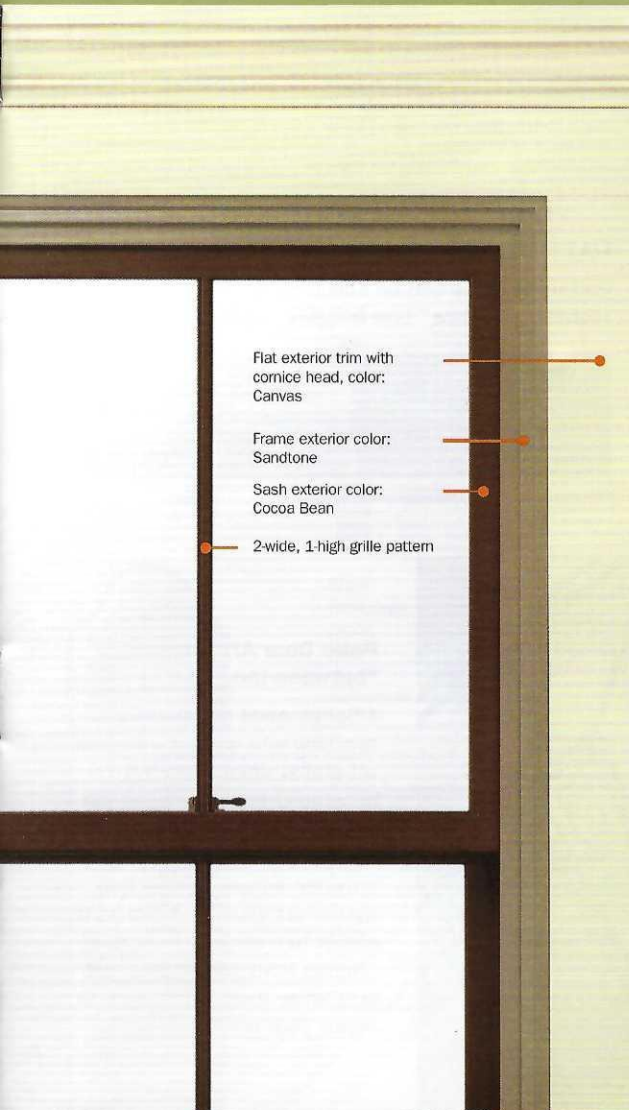 Flat exterior trim with
cornice head, color:
Canvas
Frame exterior color:
Sandtone
Sash exterior color:
Cocoa Bean
2-wide, 1-high grille pattern